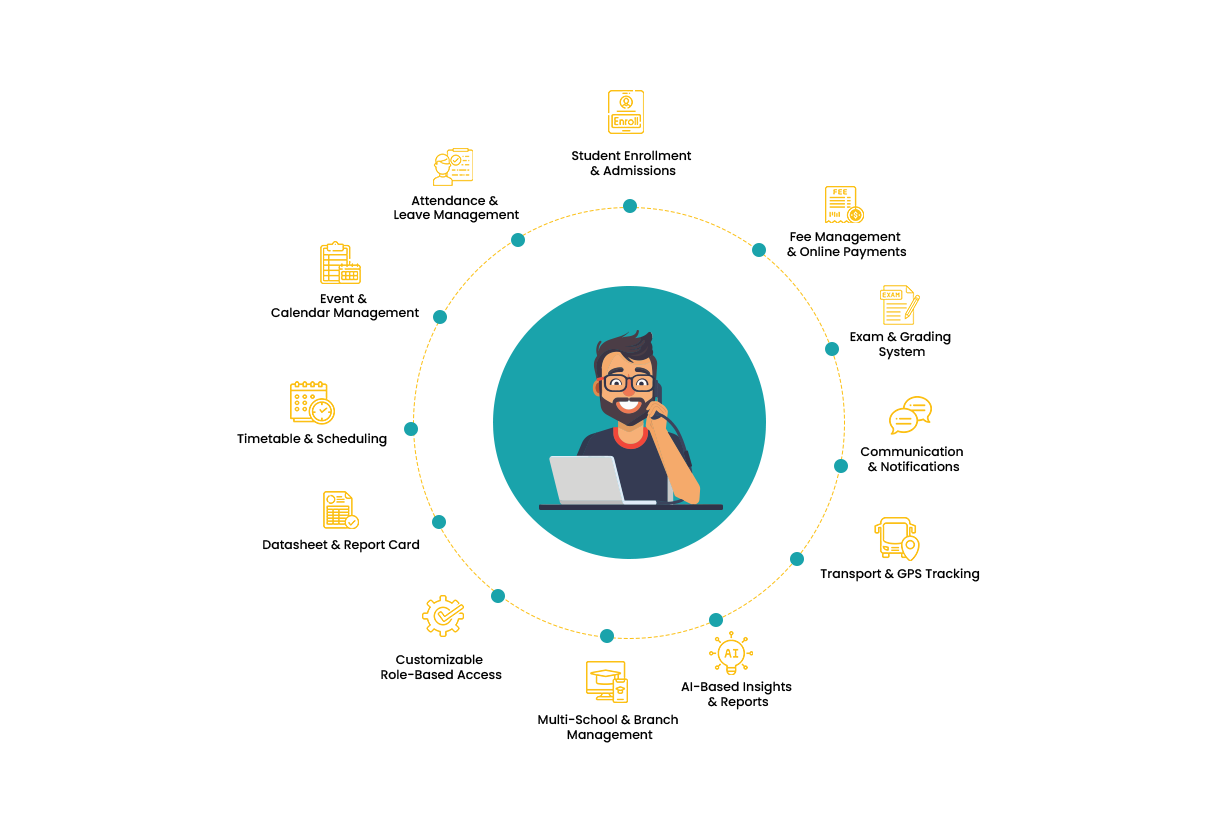 Enroll
Student Enrollment
& Admissions
FEE
Fee Management
& Online Payments
EXAM
Exam & Grading
System
Communication
& Notifications
Transport & GPS Tracking
AI
AI-Based Insights
& Reports
Multi-School & Branch
Management
Customizable
Role-Based Access
Datasheet & Report Card
Timetable & Scheduling
Event &
Calendar Management
Attendance &
Leave Management